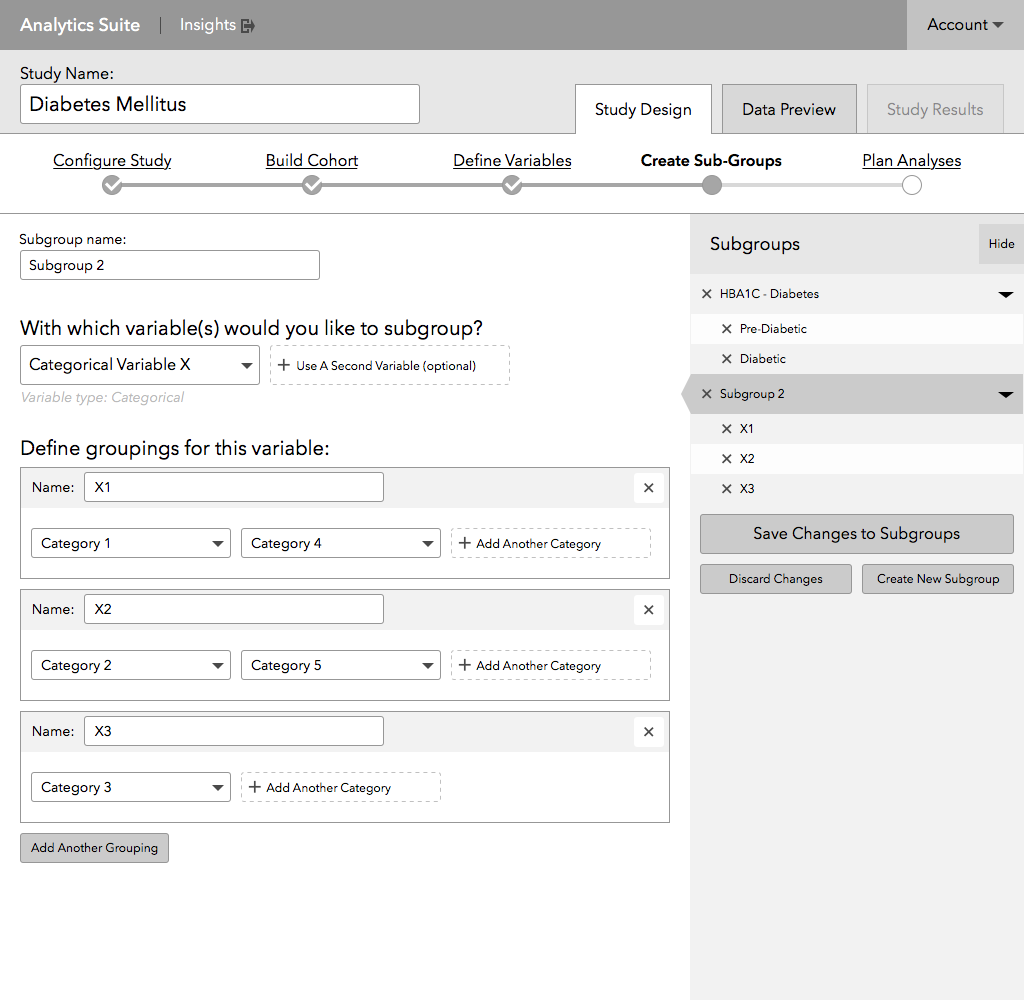 Analytics Suite | Insights
Account
Study Name:
Diabetes Mellitus
Study Design
Data Preview
Study Results
Configure Study
Build Cohort
Define Variables
Create Sub-Groups
Plan Analyses
Subgroup name:
Subgroup 2
With which variable(s) would you like to subgroup?
Categorical Variable X
Use A Second Variable (optional)
Variable type: Categorical
Define groupings for this variable:
Name: X1
Category 1
Category 4
Add Another Category
Name: X2
Category 2
Category 5
Add Another Category
Name: X3
Category 3
Add Another Category
Add Another Grouping
Subgroups
Hide
HBA1C - Diabetes
Pre-Diabetic
Diabetic
Subgroup 2
X1
X2
X3
Save Changes to Subgroups
Discard Changes
Create New Subgroup